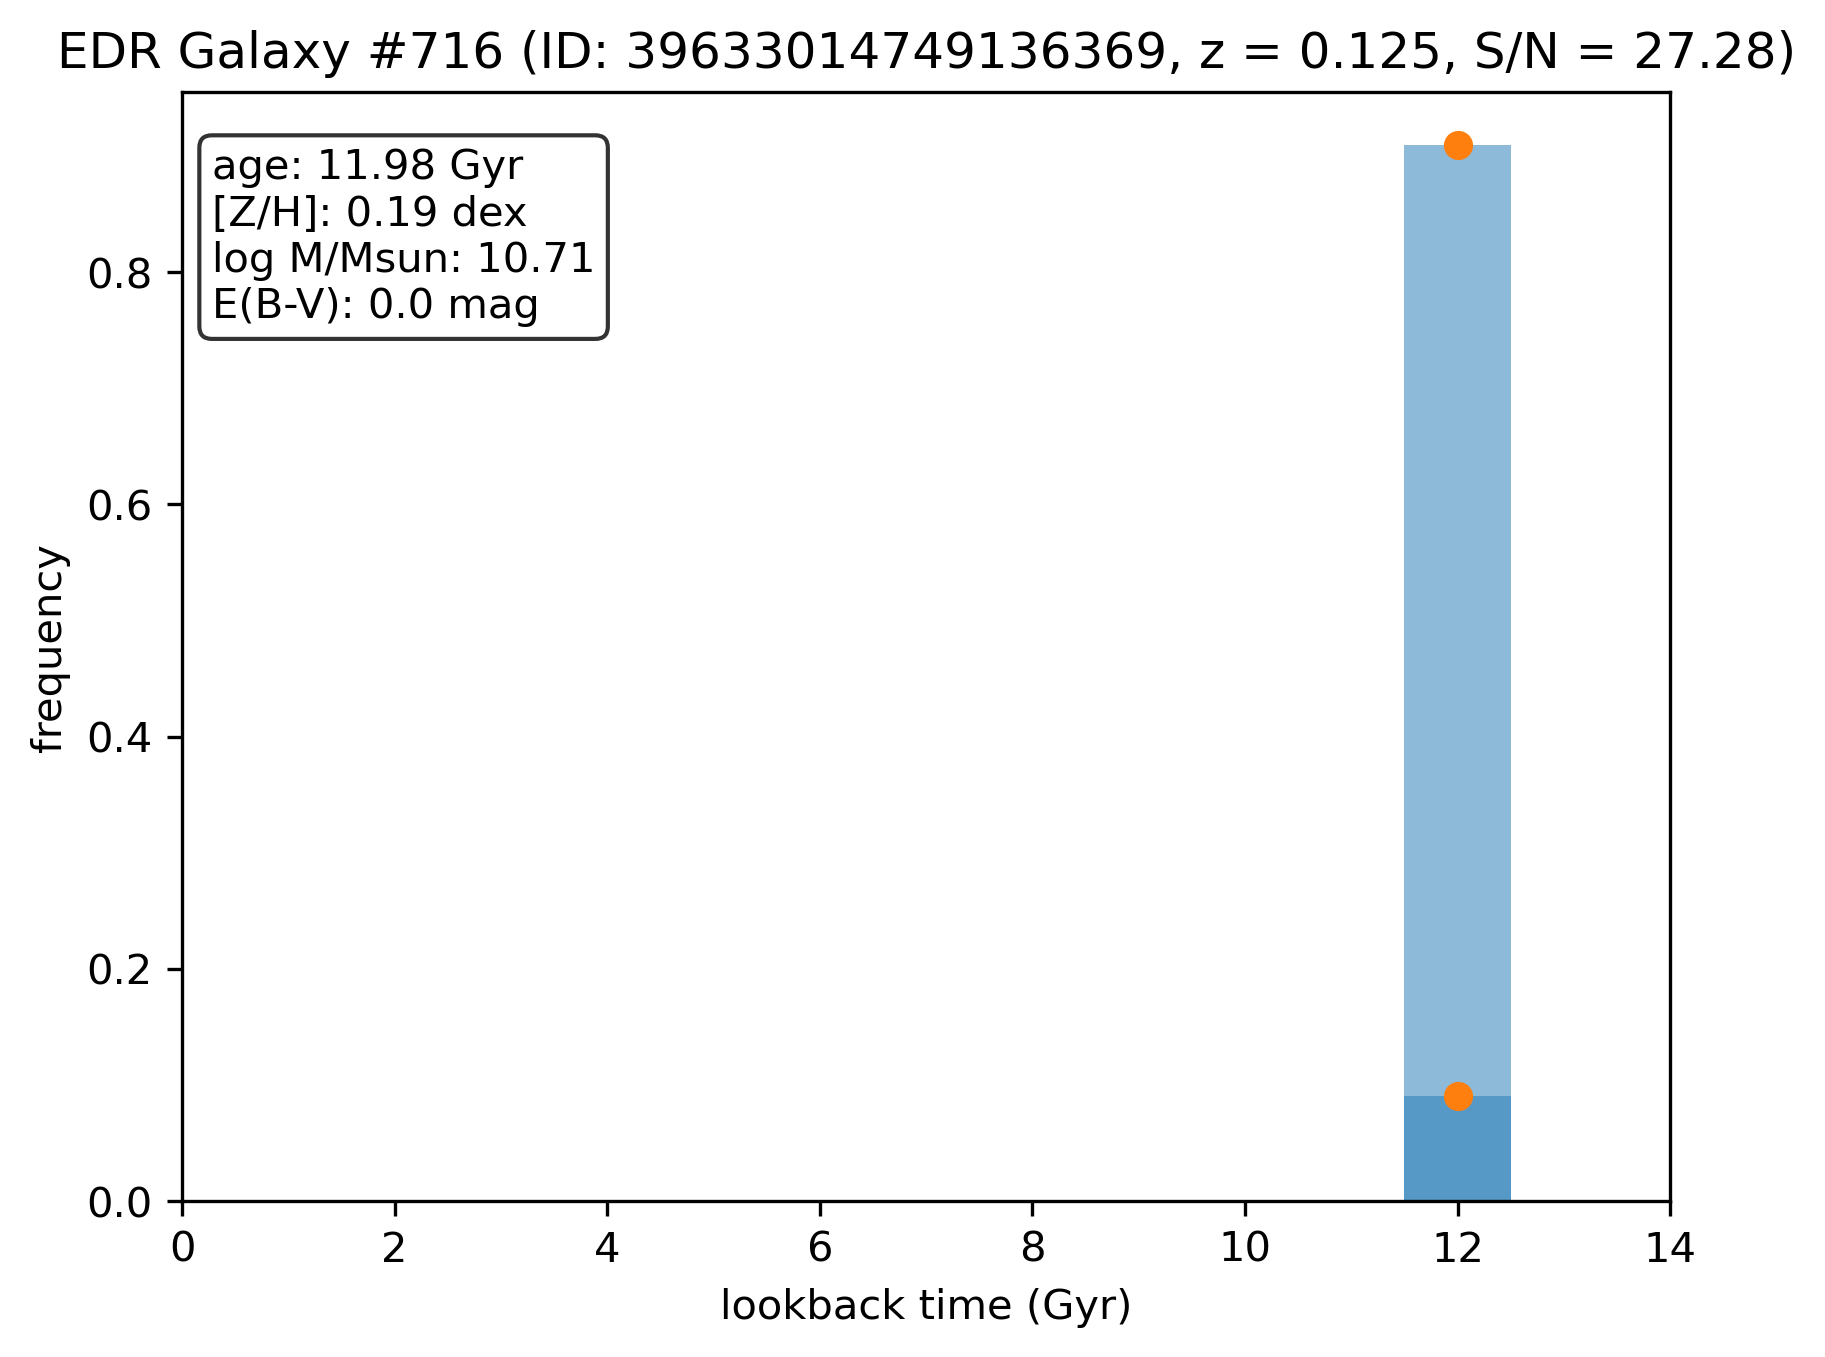 EDR Galaxy #716 (ID: 39633014749136369, z = 0.125, S/N = 27.28)
age: 11.98 Gyr
[Z/H]: 0.19 dex
log M/Msun: 10.71
E(B-V): 0.0 mag
frequency
0.8
0.6
0.4
0.2
0.0
0 2 4 6 8 10 12 14
lookback time (Gyr)